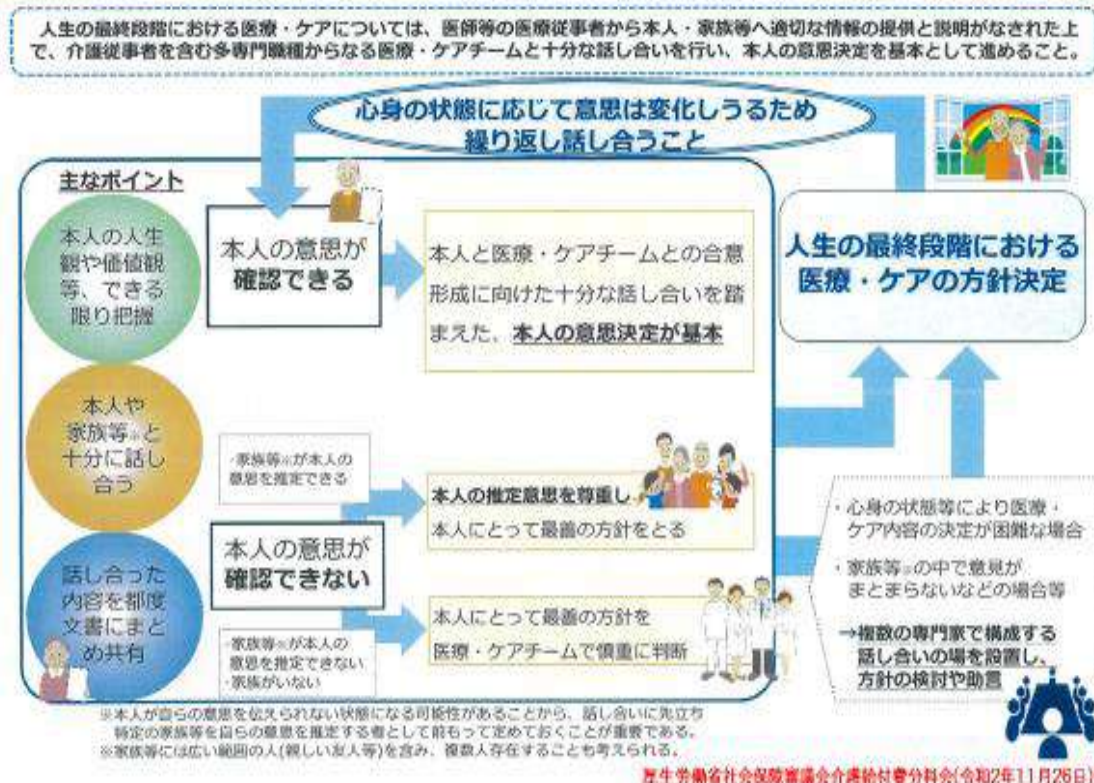 人生の最終段階における医療・ケアについては、医師等の医療従事者から本人・家族等へ適切な情報の提供と説明がなされた上
で、介護従事者を含む多専門職種からなる医療・ケアチームと十分な話し合いを行い、本人の意思決定を基本として進めること。
心身の状態に応じて意思は変化しうるため
繰り返し話し合うこと
主なポイント
本人の人生
観や価値観
等、できる
限り把握
本人の意思が
確認できる
本人と医療・ケアチームとの合意
形成に向けた十分な話し合いを踏
まえた、本人の意思決定が基本
人生の最終段階における
医療・ケアの方針決定
本人や
家族等※と
十分に話し
合う
・家族等※が本人の
意思を推定できる
本人の推定意思を尊重し
本人にとって最善の方針をとる
本人の意思が
確認できない
話し合った
内容を都度
文書にまと
め共有
・家族等※が本人の
意思を推定できない
・家族がいない
本人にとって最善の方針を
医療・ケアチームで慎重に判断
・心身の状態等により医療・
ケア内容の決定が困難な場合
・家族等※の中で意見が
まとまらないなどの場合等
→複数の専門家で構成する
話し合いの場を設置し、
方針の検討や助言
※本人が自らの意思を伝えられない状態になる可能性があることから、話し合いに先立ち
特定の家族等を自らの意思を推定する者として前もって定めておくことが重要である。
※家族等には広い範囲の人(親しい友人等)を含み、複数人存在することも考えられる。
厚生労働省社会保障審議会介護給付費分科会(令和2年11月26日)